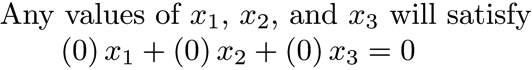 Any values of x₁, x₂, and x₃ will satisfy
(0) x₁ + (0) x₂ + (0) x₃ = 0